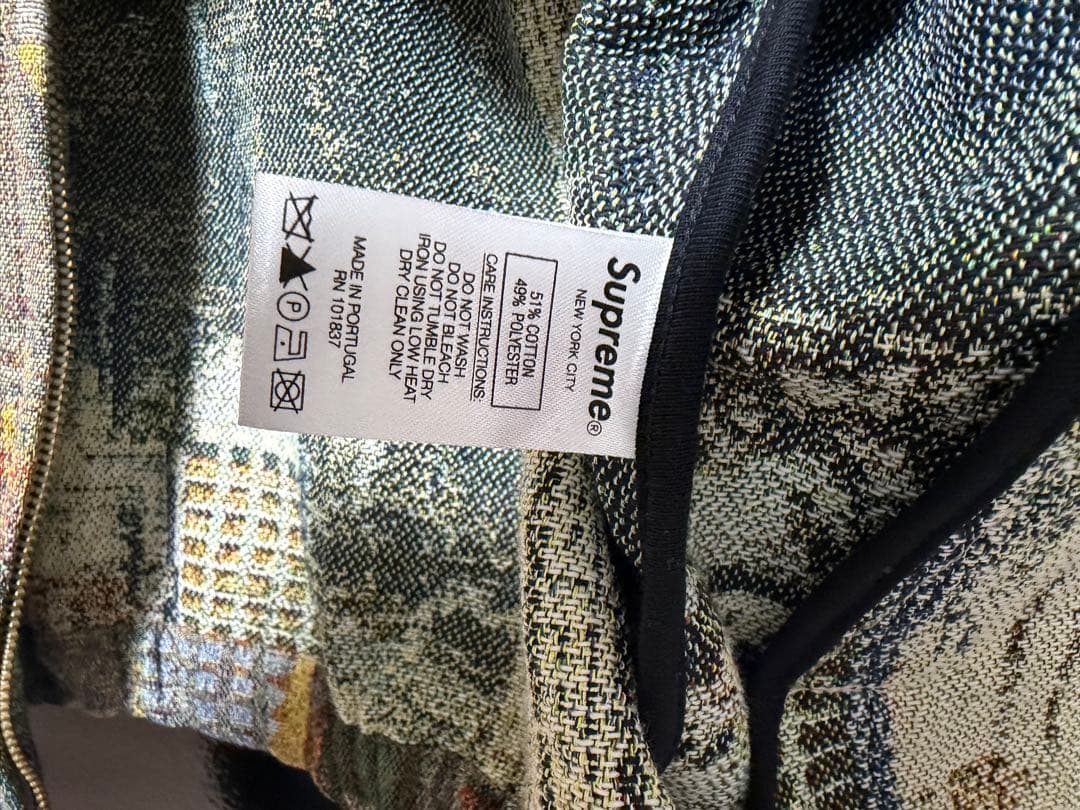 Supreme®
NEW YORK CITY
51% COTTON
49% POLYESTER
CARE INSTRUCTIONS:
DO NOT WASH
DO NOT BLEACH
DO NOT TUMBLE DRY
IRON USING LOW HEAT
DRY CLEAN ONLY
MADE IN PORTUGAL
RN 101837
P